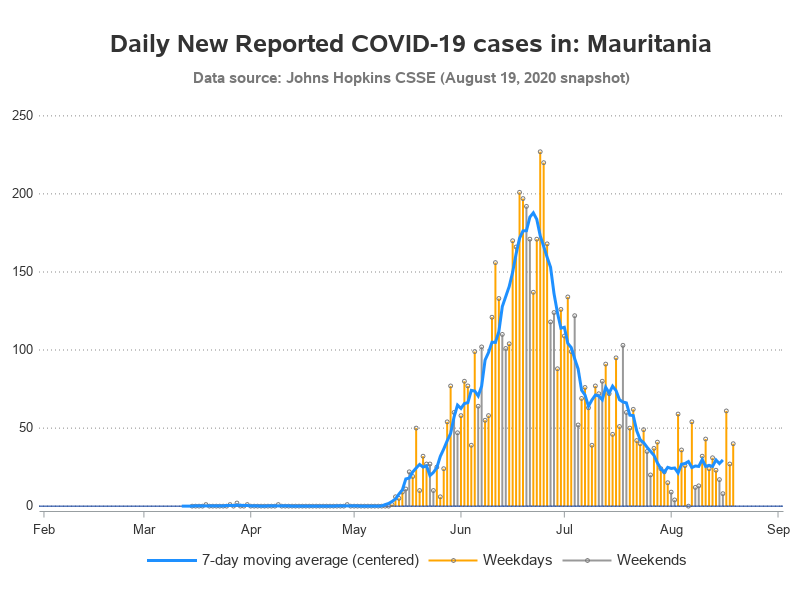 Daily New Reported COVID-19 cases in: Mauritania
Data source: Johns Hopkins CSSE (August 19, 2020 snapshot)
250
200
150
100
50
0
Feb Mar Apr May Jun Jul Aug Sep
7-day moving average (centered) Weekdays Weekends